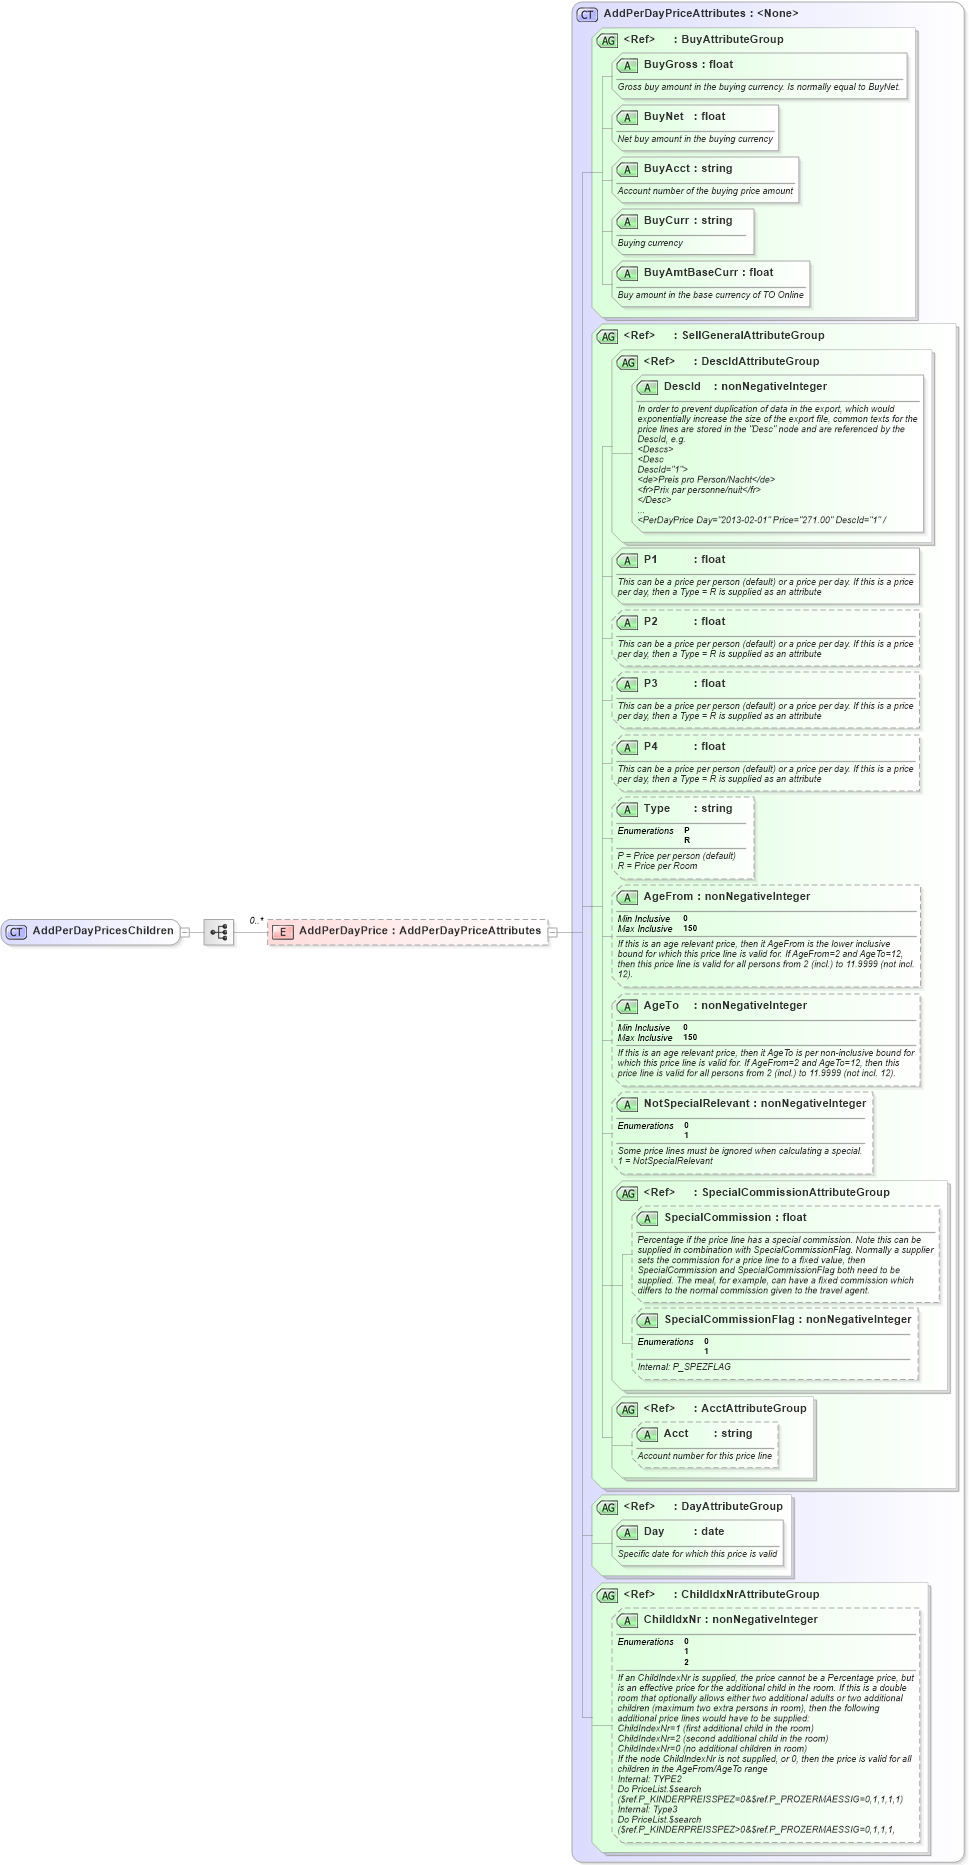 CT AddPerDayPriceAttributes : <None>
AG <Ref> : BuyAttributeGroup
A BuyGross : float
Gross buy amount in the buying currency. Is normally equal to BuyNet.
A BuyNet : float
Net buy amount in the buying currency
A BuyAcct : string
Account number of the buying price amount
A BuyCurr : string
Buying currency
A BuyAmtBaseCurr : float
Buy amount in the base currency of TO Online
AG <Ref> : SellGeneralAttributeGroup
AG <Ref> : DescIdAttributeGroup
A DescId : nonNegativeInteger
In order to prevent duplication of data in the export, which would
exponentially increase the size of the export file, common texts for the
price lines are stored in the "Desc" node and are referenced by the
DescId, e.g.
<Descs>
<Desc
DescId="1">
<de>Preis pro Person/Nacht</de>
<fr>Prix par personne/nuit</fr>
</Desc>
...
<PerDayPrice Day="2013-02-01" Price="271.00" DescId="1" /
A P1 : float
This can be a price per person (default) or a price per day. If this is a price
per day, then a Type = R is supplied as an attribute
A P2 : float
This can be a price per person (default) or a price per day. If this is a price
per day, then a Type = R is supplied as an attribute
A P3 : float
This can be a price per person (default) or a price per day. If this is a price
per day, then a Type = R is supplied as an attribute
A P4 : float
This can be a price per person (default) or a price per day. If this is a price
per day, then a Type = R is supplied as an attribute
A Type : string
Enumerations P
R
P = Price per person (default)
R = Price per Room
A AgeFrom : nonNegativeInteger
Min Inclusive 0
Max Inclusive 150
If this is an age relevant price, then it AgeFrom is the lower inclusive
bound for which this price line is valid for. If AgeFrom=2 and AgeTo=12,
then this price line is valid for all persons from 2 (incl.) to 11.9999 (not incl.
12).
CT AddPerDayPricesChildren
0..*
E AddPerDayPrice : AddPerDayPriceAttributes
A AgeTo : nonNegativeInteger
Min Inclusive 0
Max Inclusive 150
If this is an age relevant price, then it AgeTo is per non-inclusive bound for
which this price line is valid for. If AgeFrom=2 and AgeTo=12, then this
price line is valid for all persons from 2 (incl.) to 11.9999 (not incl. 12).
A NotSpecialRelevant : nonNegativeInteger
Enumerations 0
1
Some price lines must be ignored when calculating a special.
1 = NotSpecialRelevant
AG <Ref> : SpecialCommissionAttributeGroup
A SpecialCommission : float
Percentage if the price line has a special commission. Note this can be
supplied in combination with SpecialCommissionFlag. Normally a supplier
sets the commission for a price line to a fixed value, then
SpecialCommission and SpecialCommissionFlag both need to be
supplied. The meal, for example, can have a fixed commission which
differs to the normal commission given to the travel agent.
A SpecialCommissionFlag : nonNegativeInteger
Enumerations 0
1
Internal: P_SPEZFLAG
AG <Ref> : AcctAttributeGroup
A Acct : string
Account number for this price line
AG <Ref> : DayAttributeGroup
A Day : date
Specific date for which this price is valid
AG <Ref> : ChildIdxNrAttributeGroup
A ChildIdxNr : nonNegativeInteger
Enumerations 0
1
2
If an ChildIndexNr is supplied, the price cannot be a Percentage price, but
is an effective price for the additional child in the room. If this is a double
room that optionally allows either two additional adults or two additional
children (maximum two extra persons in room), then the following
additional price lines would have to be supplied:
ChildIndexNr=1 (first additional child in the room)
ChildIndexNr=2 (second additional child in the room)
ChildIndexNr=0 (no additional children in room)
If the node ChildIndexNr is not supplied, or 0, then the price is valid for all
children in the AgeFrom/AgeTo range
Internal: TYPE2
Do PriceList.$search
($ref.P_KINDERPREISSPEZ=0&$ref.P_PROZERMAESSIG=0,1,1,1,1)
Internal: Type3
Do PriceList.$search
($ref.P_KINDERPREISSPEZ>0&$ref.P_PROZERMAESSIG=0,1,1,1,